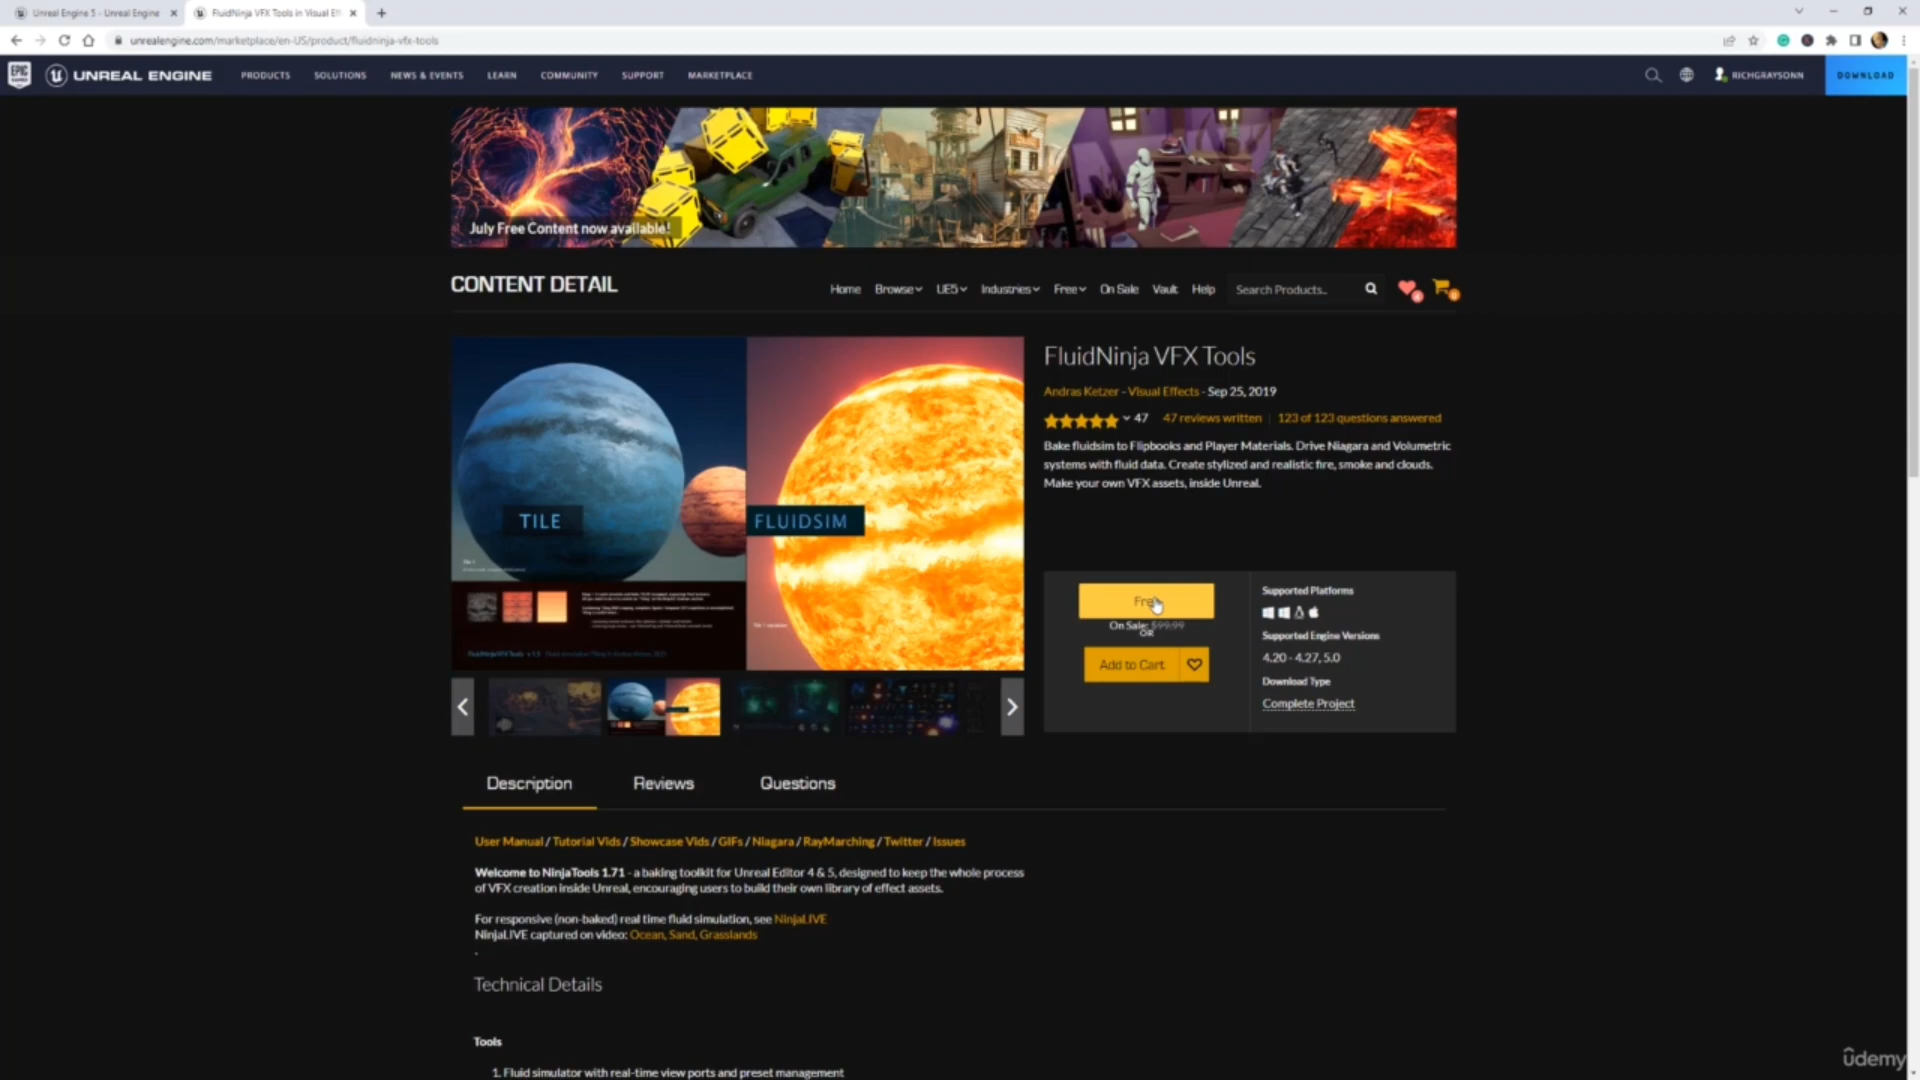 Unreal Engine 5 - Unreal Engine
FluidNinja VFX Tools in Visual Eff
unrealengine.com/marketplace/en-US/product/fluidninja-vfx-tools
EPIC GAMES
UNREAL ENGINE
PRODUCTS
SOLUTIONS
NEWS & EVENTS
LEARN
COMMUNITY
SUPPORT
MARKETPLACE
RICHGRAYSONN
DOWNLOAD
July Free Content now available!
CONTENT DETAIL
Home
Browse
UE5
Industries
Free
On Sale
Vault
Help
Search Products...
4
0
TILE
FLUIDSIM
FluidNinja VFX Tools
Andras Ketzer - Visual Effects - Sep 25, 2019
47
47 reviews written
123 of 123 questions answered
Bake fluidsim to Flipbooks and Player Materials. Drive Niagara and Volumetric
systems with fluid data. Create stylized and realistic fire, smoke and clouds.
Make your own VFX assets, inside Unreal.
Free
On Sale: $99.99
OR
Add to Cart
Supported Platforms
Supported Engine Versions
4.20 - 4.27, 5.0
Download Type
Complete Project
Description
Reviews
Questions
User Manual / Tutorial Vids / Showcase Vids / GIFs / Niagara / RayMarching / Twitter / Issues
Welcome to NinjaTools 1.71 - a baking toolkit for Unreal Editor 4 & 5, designed to keep the whole process
of VFX creation inside Unreal, encouraging users to build their own library of effect assets.
For responsive (non-baked) real time fluid simulation, see NinjaLIVE
NinjaLIVE captured on video: Ocean, Sand, Grasslands
.
Technical Details
Tools
1. Fluid simulator with real-time view ports and preset management
ûdemy